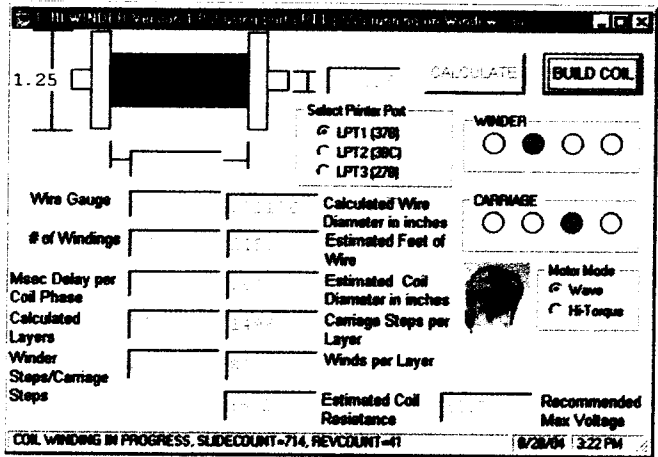 1.25
CALCULATE
BUILD COIL
Select Printer Port
LPT1 (378)
LPT2 (3BC)
LPT3 (278)
WINDER
CARRIAGE
Motor Mode
Wave
Hi-Torque
Wire Gauge
Calculated Wire
Diameter in inches
# of Windings
Estimated Feet of
Wire
Msec Delay per
Coil Phase
Estimated Coil
Diameter in inches
Calculated
Layers
Carriage Steps per
Layer
Winder
Steps/Carriage
Steps
Winds per Layer
Estimated Coil
Resistance
Recommended
Max Voltage
COIL WINDING IN PROGRESS, SLIDECOUNT=714, REVCOUNT=41
8/28/04
3:22 PM